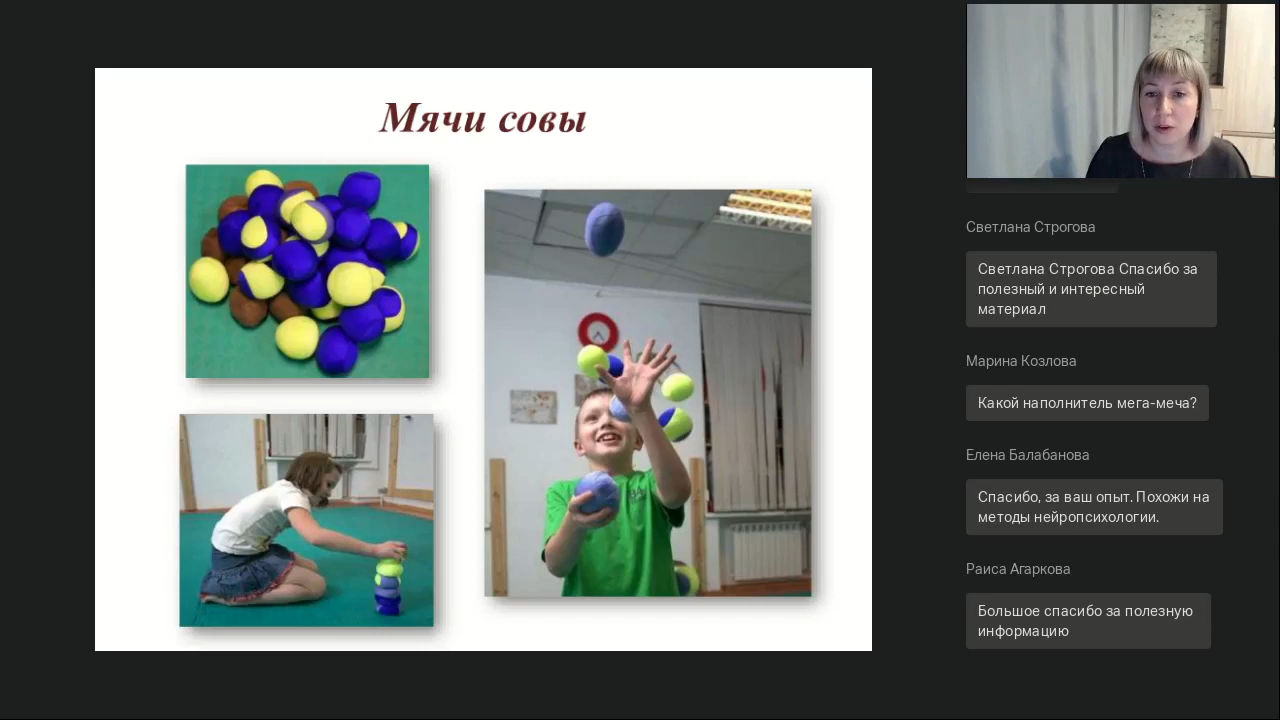 Мячи совы
Светлана Строгова
Светлана Строгова Спасибо за
полезный и интересный
материал
Марина Козлова
Какой наполнитель мега-меча?
Елена Балабанова
Спасибо, за ваш опыт. Похожи на
методы нейропсихологии.
Раиса Агаркова
Большое спасибо за полезную
информацию